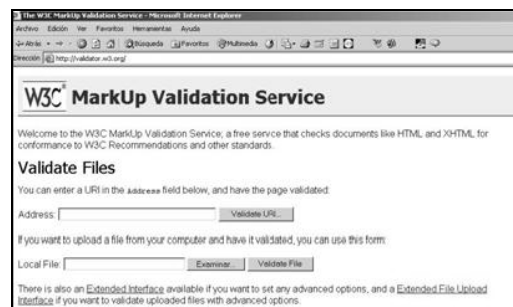 The W3C MarkUp Validation Service - Microsoft Internet Explorer
Archivo Edición Ver Favoritos Herramientas Ayuda
Atrás Búsqueda Favoritos Multimedia
Dirección http://validator.w3.org/
W3C MarkUp Validation Service
Welcome to the W3C MarkUp Validation Service; a free service that checks documents like HTML and XHTML for
conformance to W3C Recommendations and other standards.
Validate Files
You can enter a URI in the Address field below, and have the page validated:
Address: Validate URI...
If you want to upload a file from your computer and have it validated, you can use this form:
Local File: Examinar... Validate File
There is also an Extended Interface available if you want to set any advanced options, and a Extended File Upload
Interface if you want to validate uploaded files with advanced options.